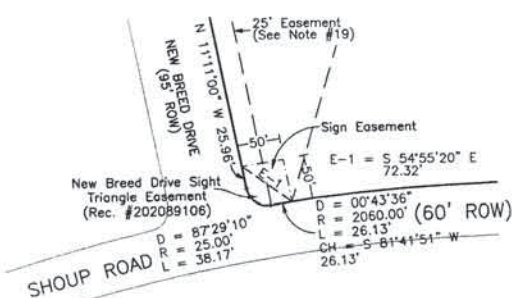 25' Easement
(See Note #19)
NEW BREED DRIVE
(95' ROW)
N 11°11'00" W 25.96'
50'
Sign Easement
E-1
50'
E-1 = S 54°55'20" E
72.32'
New Breed Drive Sight
Triangle Easement
(Rec. #202089106)
D = 87°29'10"
R = 25.00'
L = 38.17'
D = 00°43'36"
R = 2060.00'
L = 26.13'
CH = S 81°41'51" W
26.13'
(60' ROW)
SHOUP ROAD